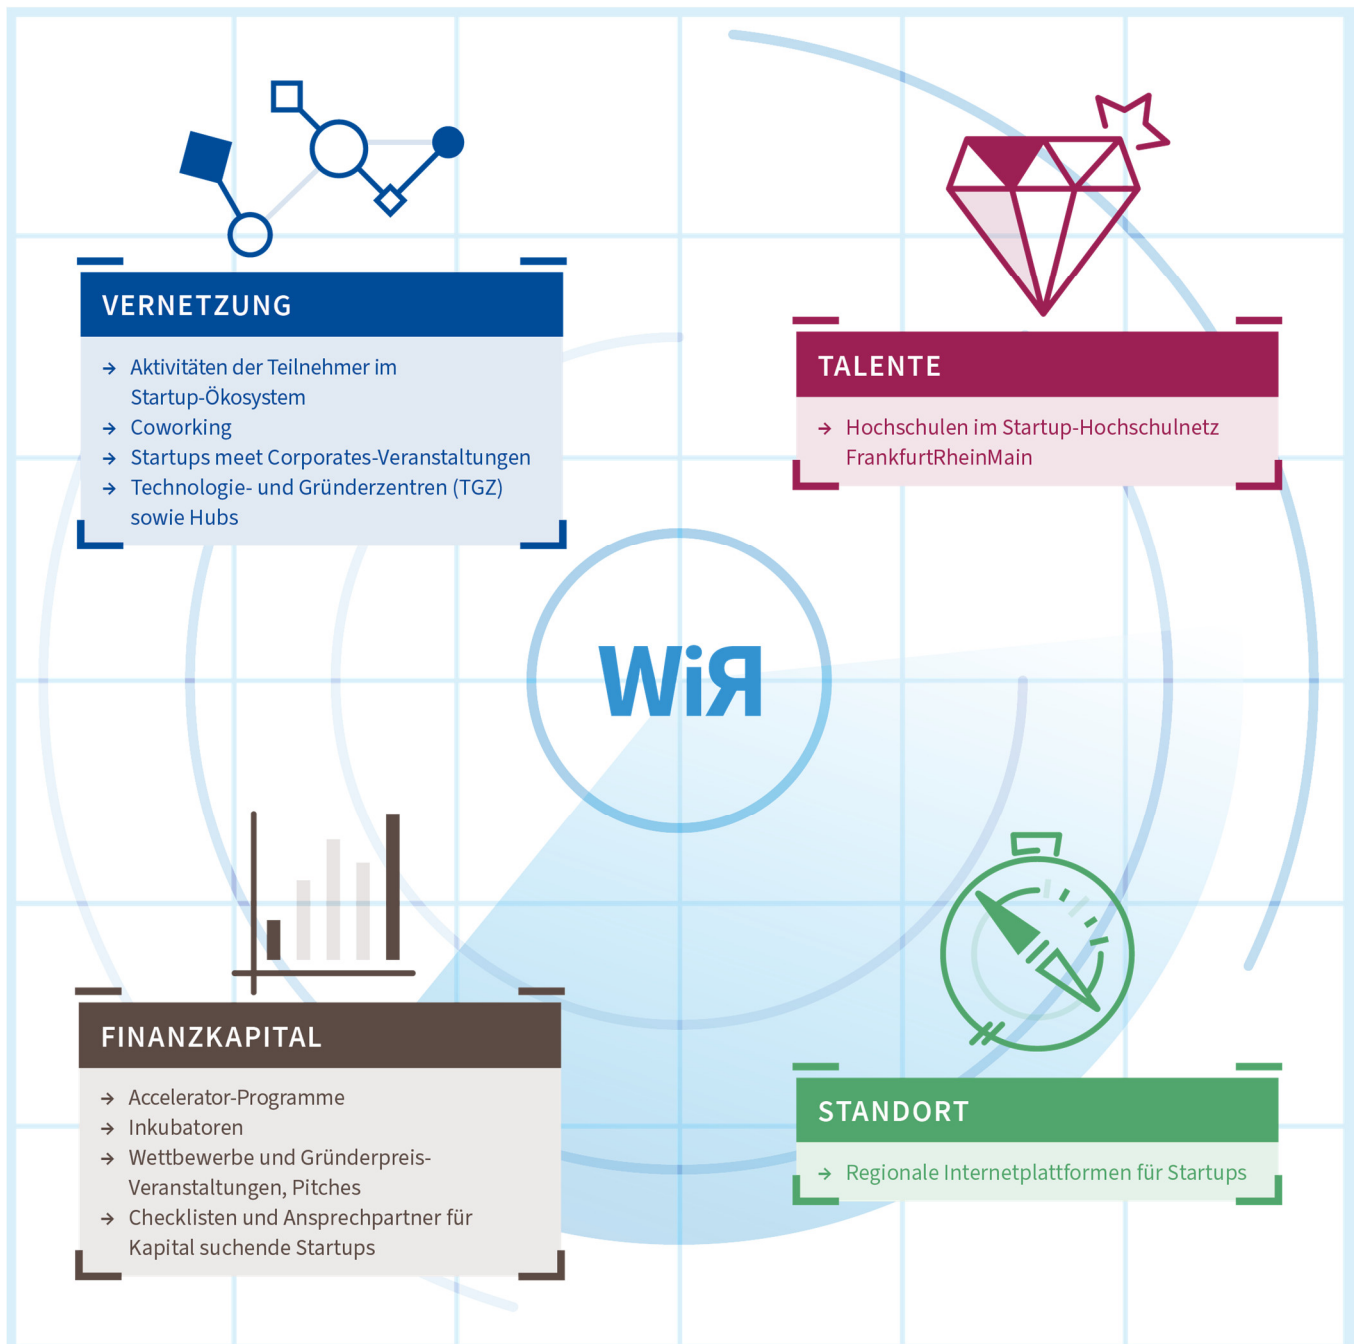 VERNETZUNG
→ Aktivitäten der Teilnehmer im
Startup-Ökosystem
→ Coworking
→ Startups meet Corporates-Veranstaltungen
→ Technologie- und Gründerzentren (TGZ)
sowie Hubs
TALENTE
→ Hochschulen im Startup-Hochschulnetz
FrankfurtRheinMain
WiR
FINANZKAPITAL
→ Accelerator-Programme
→ Inkubatoren
→ Wettbewerbe und Gründerpreis-
Veranstaltungen, Pitches
→ Checklisten und Ansprechpartner für
Kapital suchende Startups
STANDORT
→ Regionale Internetplattformen für Startups